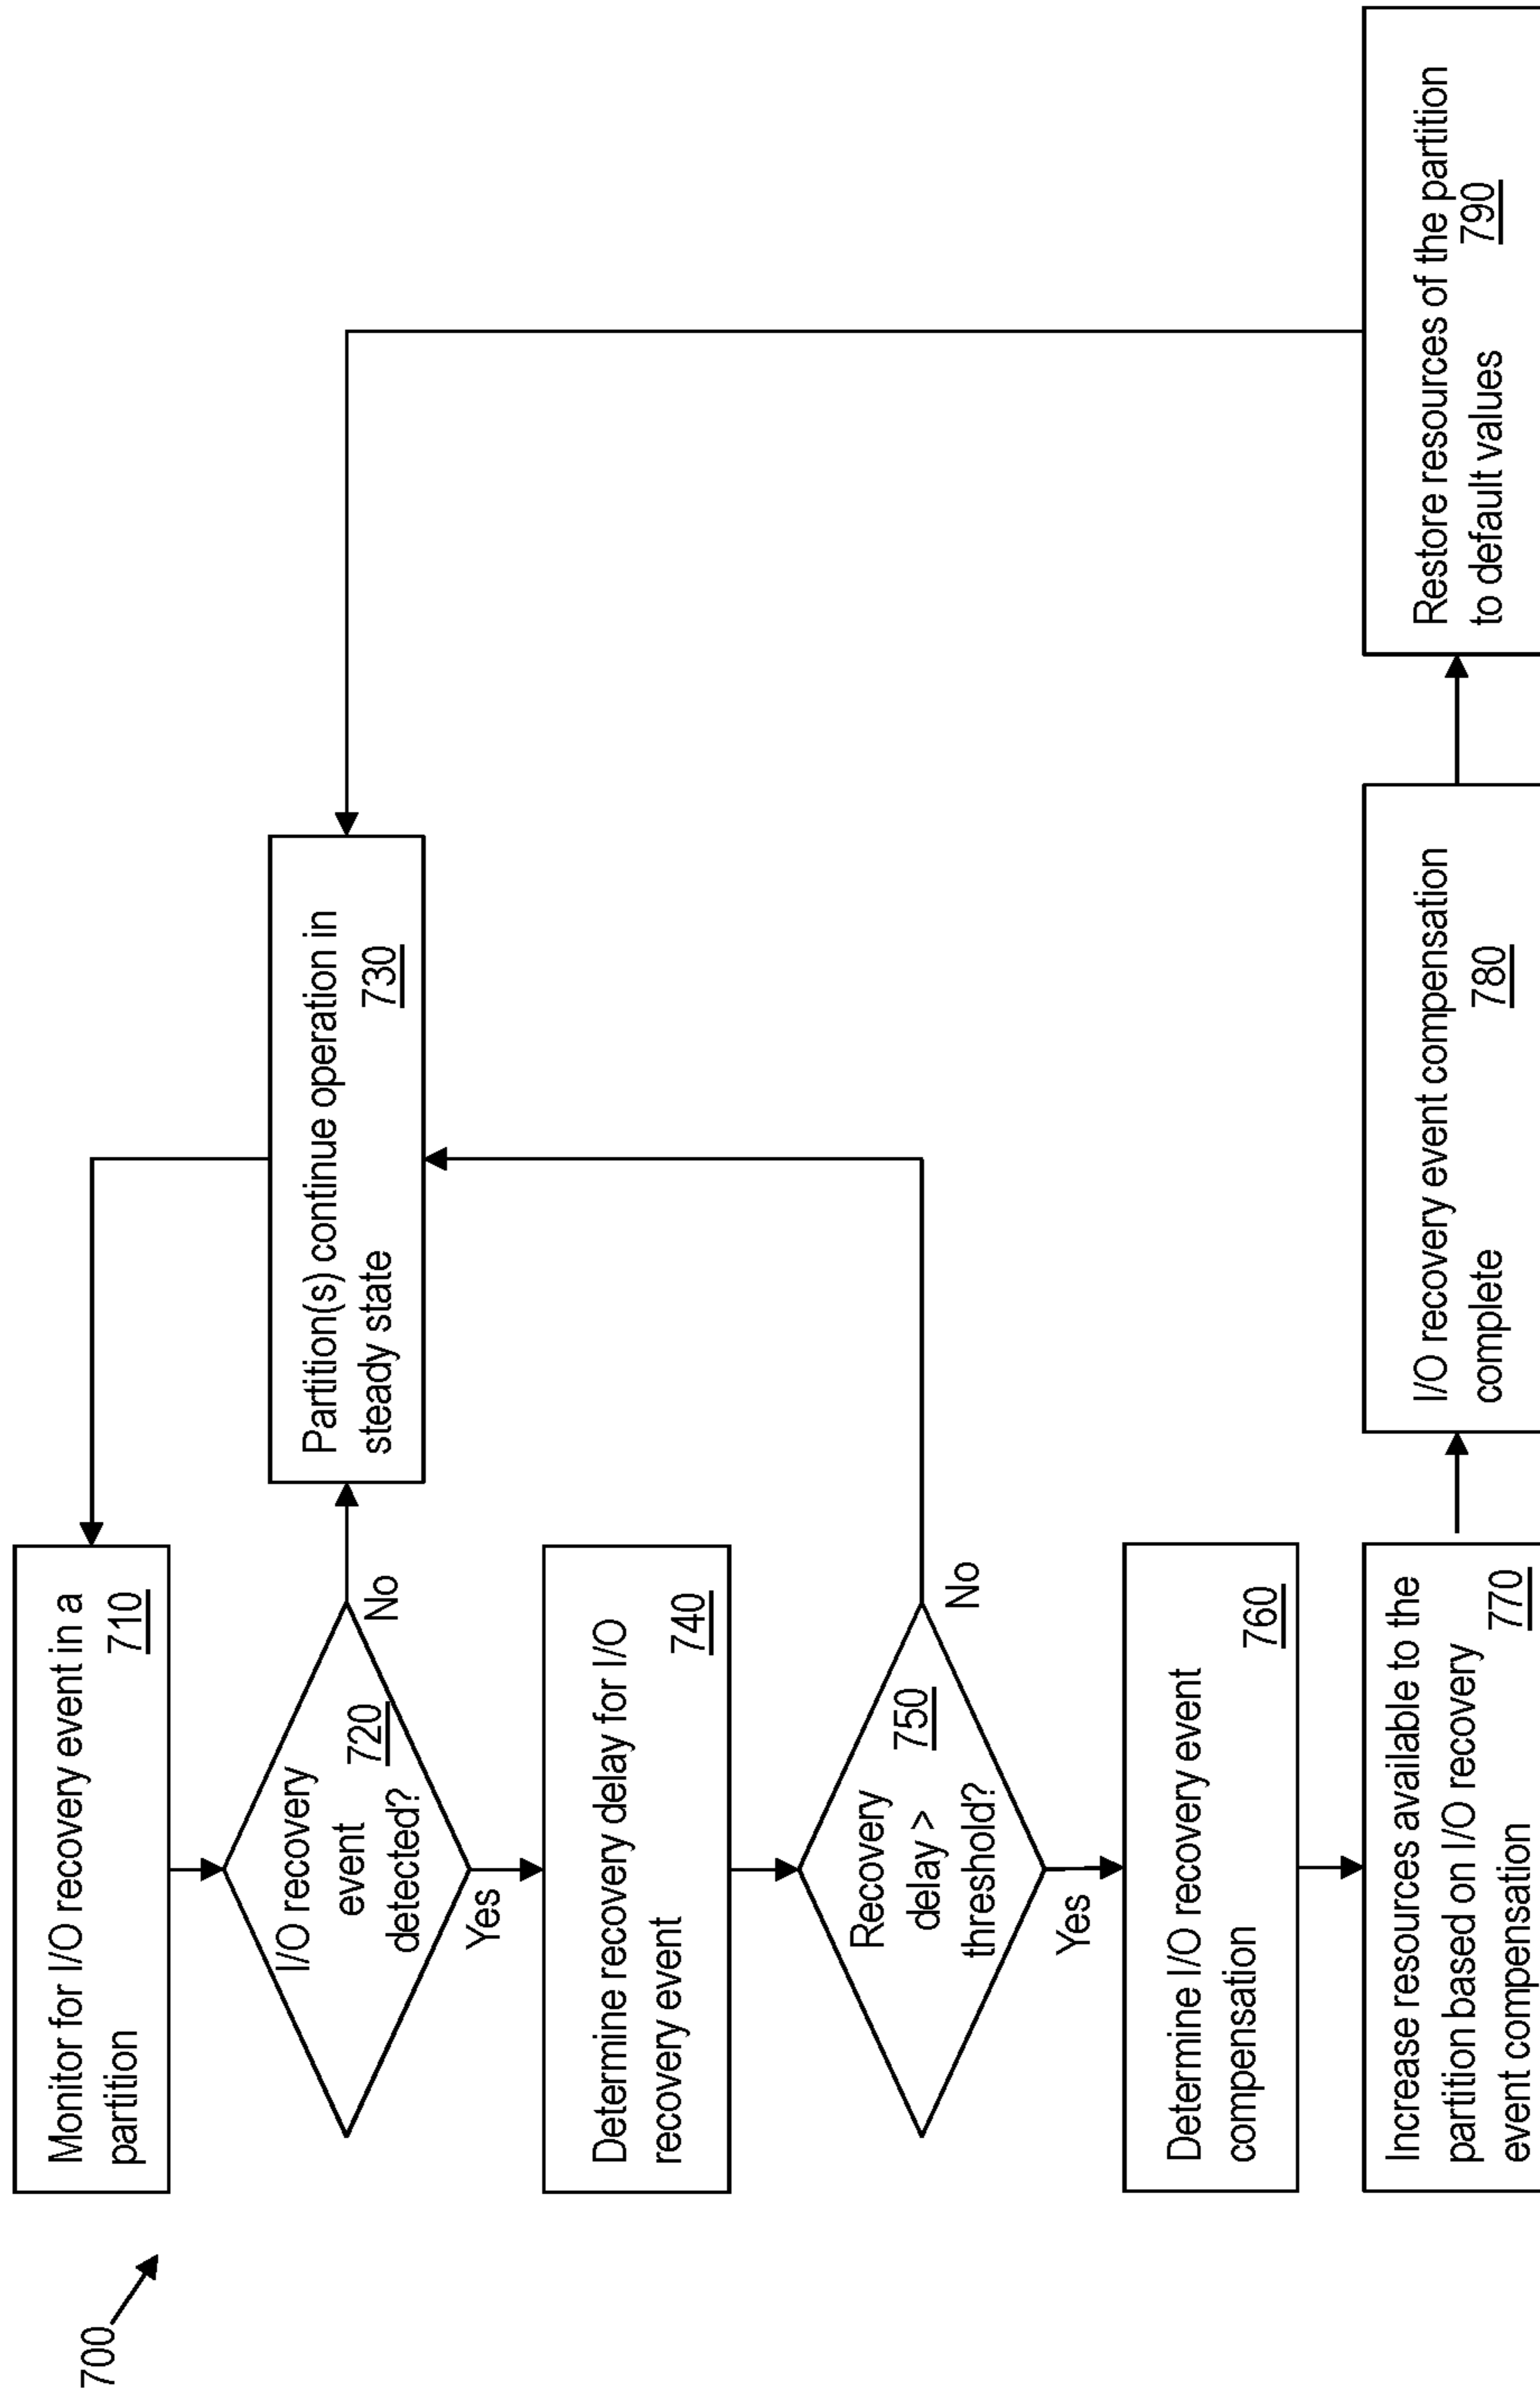 700
Monitor for I/O recovery event in a
partition
710
I/O recovery
event
detected?
720
No
Yes
Partition(s) continue operation in
steady state
730
Determine recovery delay for I/O
recovery event
740
Recovery
delay >
threshold?
750
No
Yes
Determine I/O recovery event
compensation
760
Increase resources available to the
partition based on I/O recovery
event compensation
770
I/O recovery event compensation
complete
780
Restore resources of the partition
to default values
790